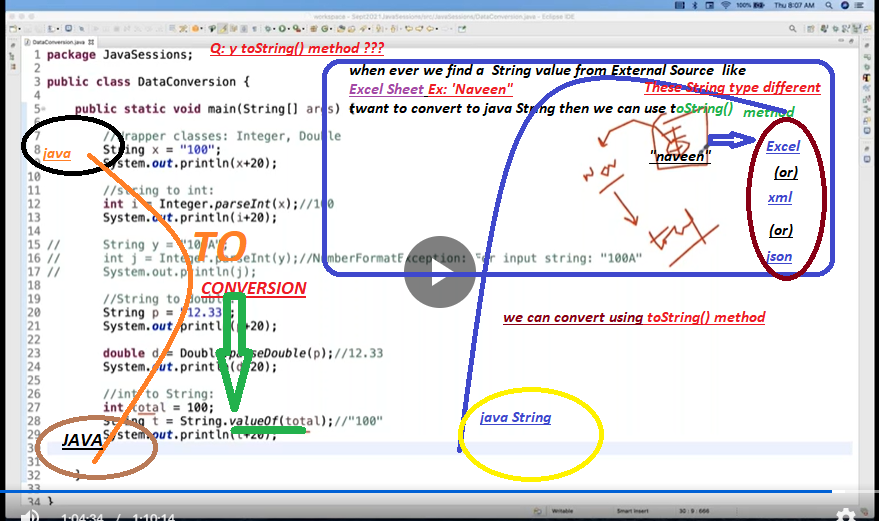 workspace - Sept2021JavaSessions/src/JavaSessions/DataConversion.java - Eclipse IDE
100%
Thu 8:07 AM
DataConversion.java
Q: y toString() method ???
1 package JavaSessions;
2
3 public class DataConversion {
4
5 public static void main(String[] args) {
when ever we find a String value from External Source like
Excel Sheet Ex: 'Naveen"
These String type different
want to convert to java String then we can use toString() method
7 //rapper classes: Integer, Double
8 String x = "100";
9 System.out.println(x+20);
10
java
"naveen"
Excel
(or)
xml
(or)
json
11 //string to int:
12 int i = Integer.parseInt(x);//100
13 System.out.println(i+20);
14
15 // String y = "100A";
16 // int j = Integer.parseInt(y);//NumberFormatException: For input string: "100A"
17 // System.out.println(j);
18
TO
CONVERSION
19 //String to double:
20 String p = "12.33";
21 System.out.println(p+20);
22
we can convert using toString() method
23 double d = Double.parseDouble(p);//12.33
24 System.out.println(d+20);
25
26 //int to String:
27 int total = 100;
28 String t = String.valueOf(total);//"100"
29 System.out.println(t+20);
java String
JAVA
31
32 }
33
34 }
Writable
Smart Insert
30 : 9 : 666
1:04:34 / 1:10:14